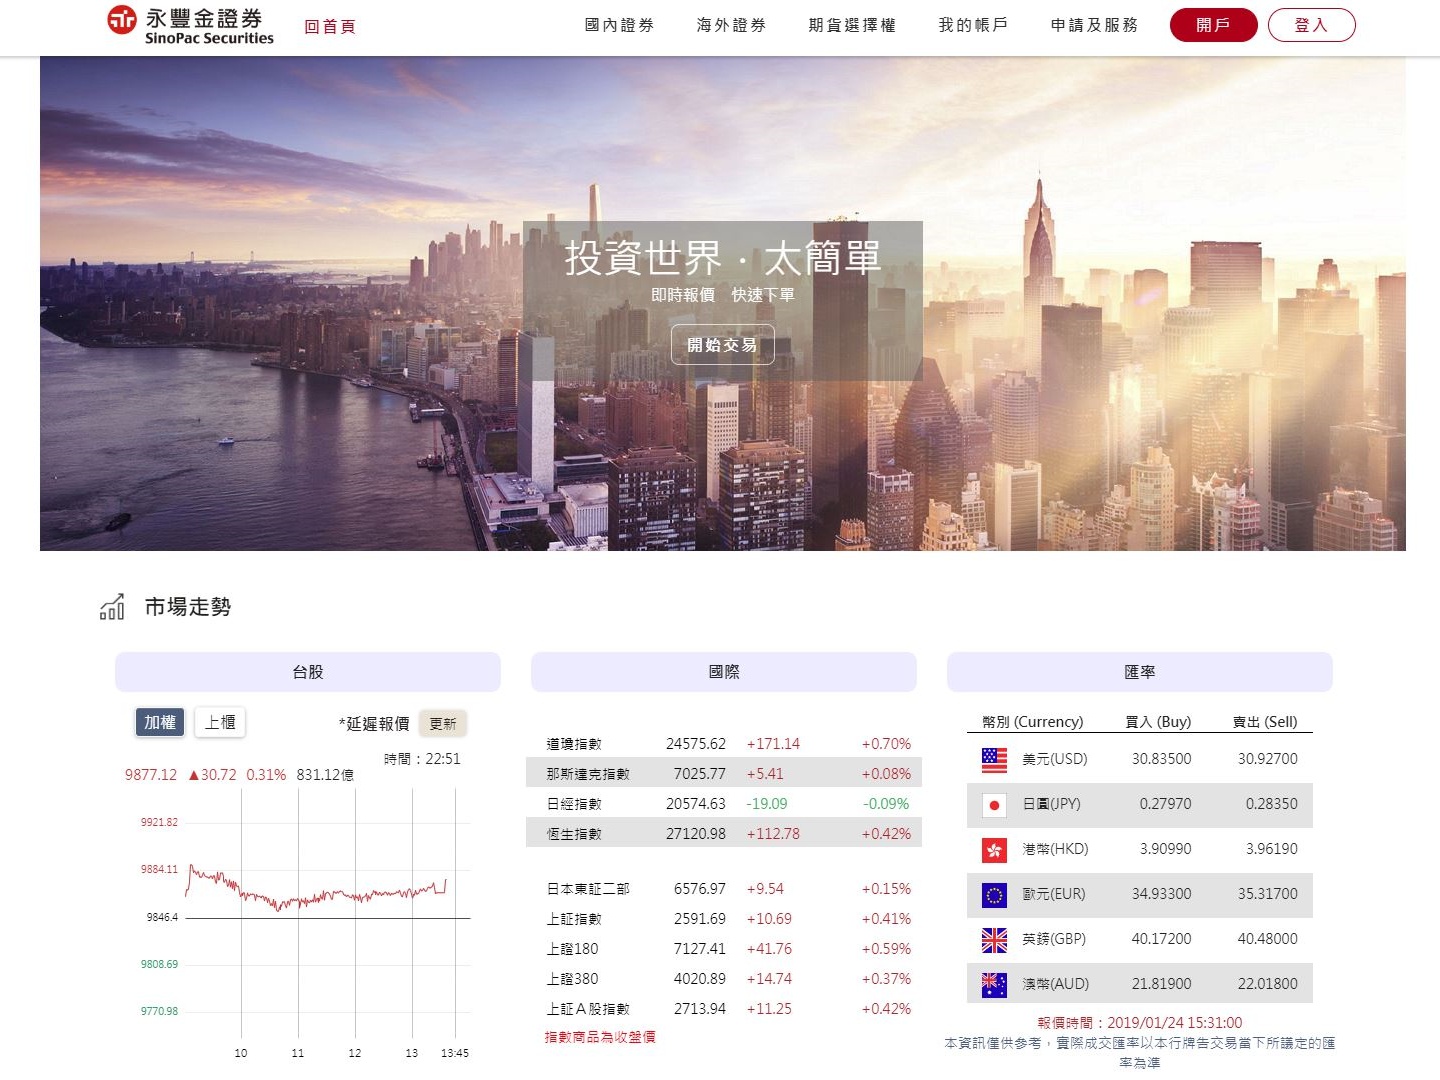 永豐金證券
SinoPac Securities
回首頁
國內證券 海外證券 期貨選擇權 我的帳戶 申請及服務 開戶 登入
投資世界．太簡單
即時報價 快速下單
開始交易
市場走勢
台股
加權 上櫃 *延遲報價 更新
時間：22:51
9877.12 ▲30.72 0.31% 831.12億
9921.82
9884.11
9846.4
9808.69
9770.98
10 11 12 13 13:45
國際
道瓊指數 24575.62 +171.14 +0.70%
那斯達克指數 7025.77 +5.41 +0.08%
日經指數 20574.63 -19.09 -0.09%
恆生指數 27120.98 +112.78 +0.42%
日本東証二部 6576.97 +9.54 +0.15%
上証指數 2591.69 +10.69 +0.41%
上證180 7127.41 +41.76 +0.59%
上證380 4020.89 +14.74 +0.37%
上証Ａ股指數 2713.94 +11.25 +0.42%
指數商品為收盤價
匯率
幣別 (Currency) 買入 (Buy) 賣出 (Sell)
美元(USD) 30.83500 30.92700
日圓(JPY) 0.27970 0.28350
港幣(HKD) 3.90990 3.96190
歐元(EUR) 34.93300 35.31700
英鎊(GBP) 40.17200 40.48000
澳幣(AUD) 21.81900 22.01800
報價時間：2019/01/24 15:31:00
本資訊僅供參考，實際成交匯率以本行牌告交易當下所議定的匯
率為準